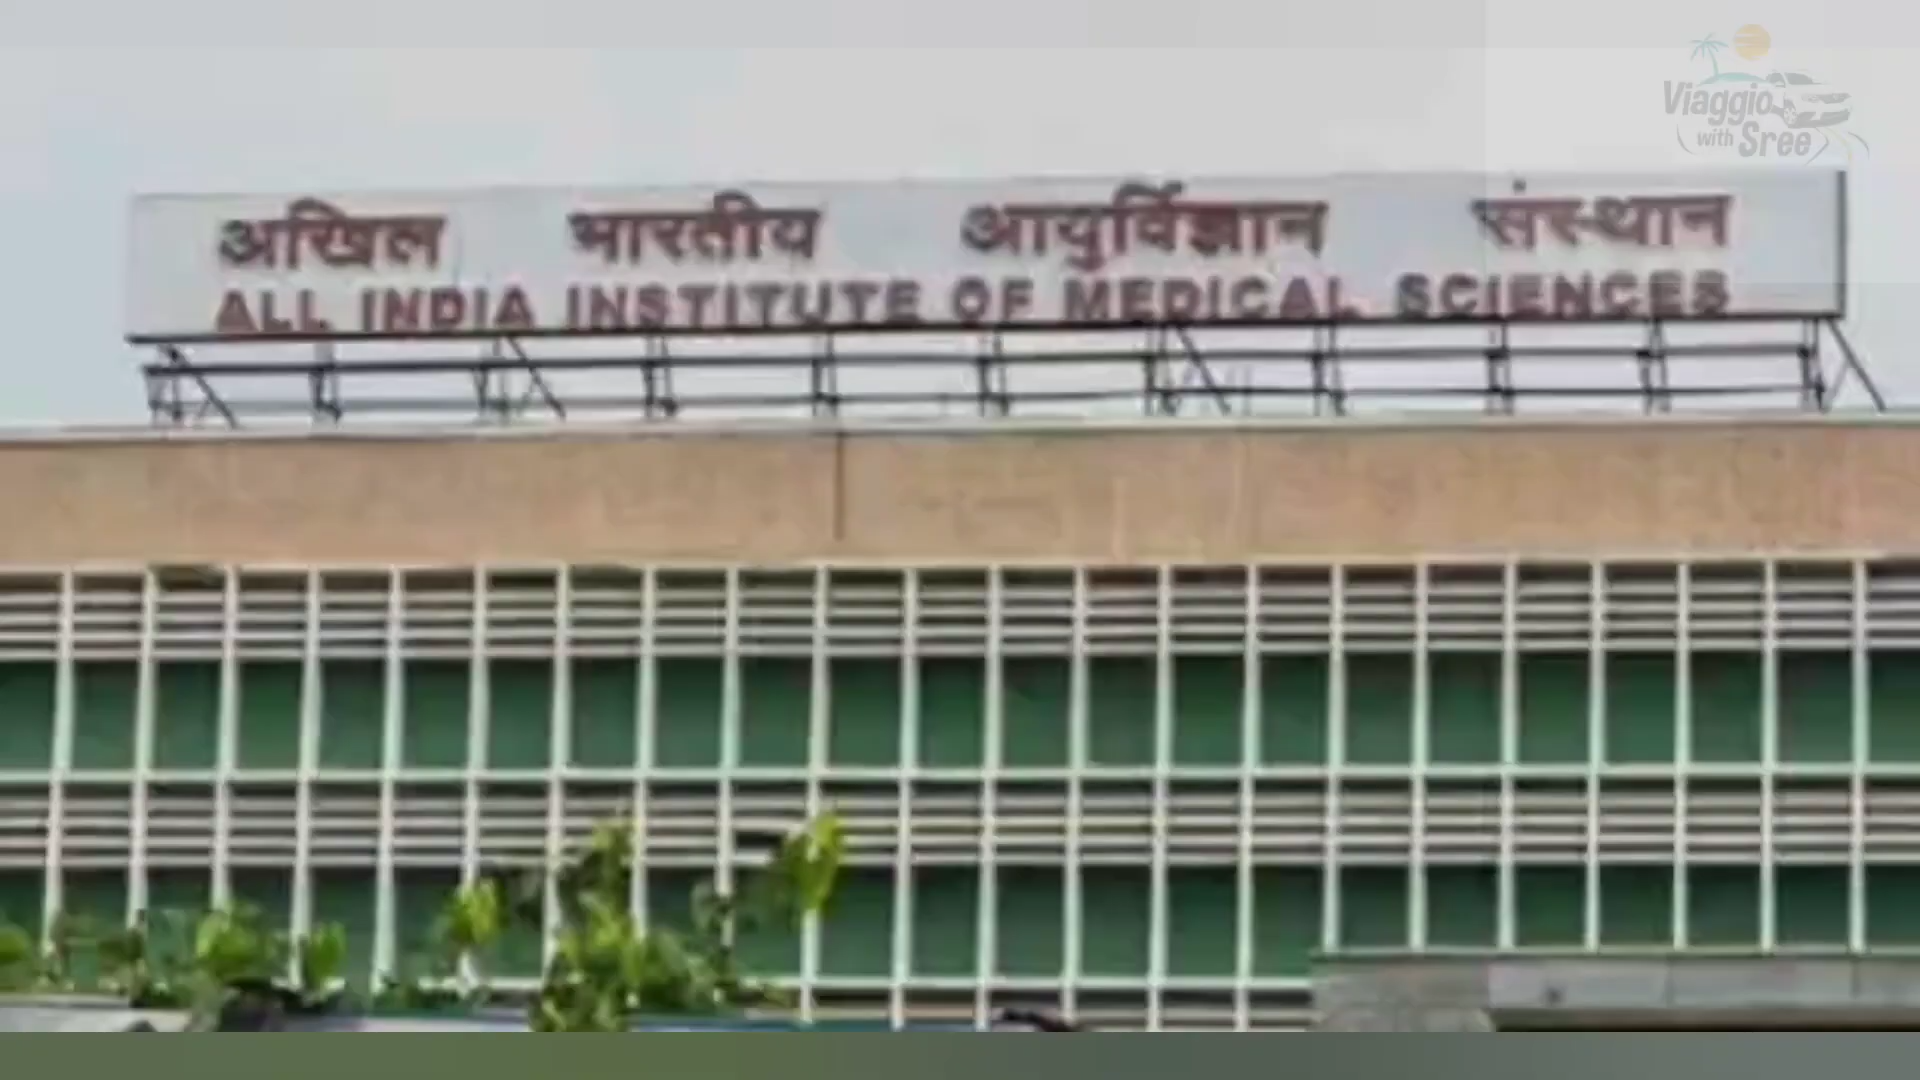 Viaggio
with Sree
अखिल भारतीय आयुर्विज्ञान संस्थान
ALL INDIA INSTITUTE OF MEDICAL SCIENCES